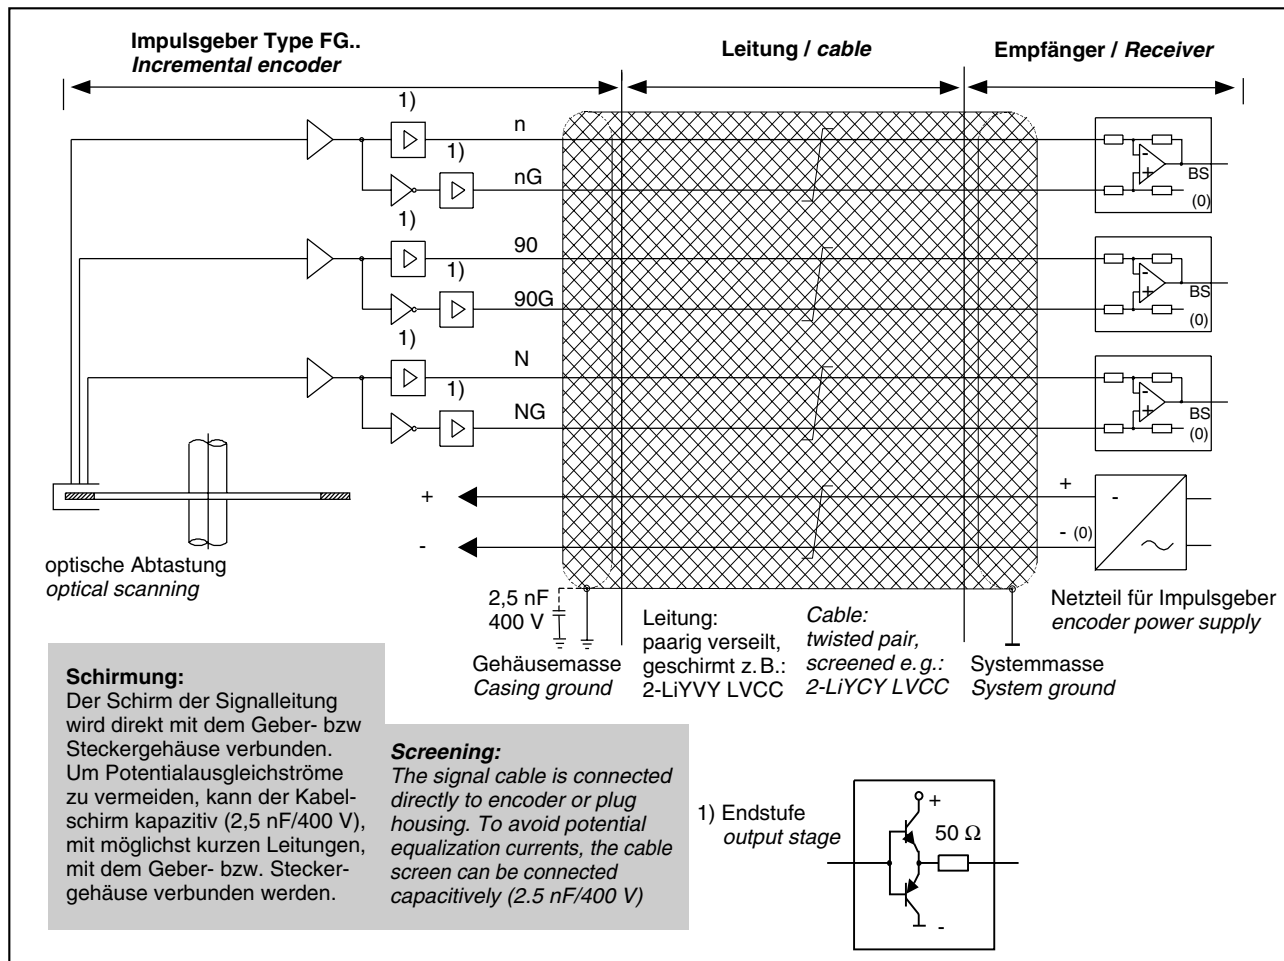 Impulsgeber Type FG..
Incremental encoder
Leitung / cable
Empfänger / Receiver
1)
n
1)
nG
BS
(0)
1)
90
1)
90G
BS
(0)
1)
N
1)
NG
BS
(0)
+
+
-
-
- (0)
optische Abtastung
optical scanning
2,5 nF
400 V
Gehäusemasse
Casing ground
Leitung:
paarig verseilt,
geschirmt z. B.:
2-LiYVY LVCC
Cable:
twisted pair,
screened e. g.:
2-LiYCY LVCC
Systemmasse
System ground
Netzteil für Impulsgeber
encoder power supply
Schirmung:
Der Schirm der Signalleitung
wird direkt mit dem Geber- bzw
Steckergehäuse verbunden.
Um Potentialausgleichströme
zu vermeiden, kann der Kabel-
schirm kapazitiv (2,5 nF/400 V),
mit möglichst kurzen Leitungen,
mit dem Geber- bzw. Stecker-
gehäuse verbunden werden.
Screening:
The signal cable is connected
directly to encoder or plug
housing. To avoid potential
equalization currents, the cable
screen can be connected
capacitively (2.5 nF/400 V)
1) Endstufe
output stage
+
50 Ω
-